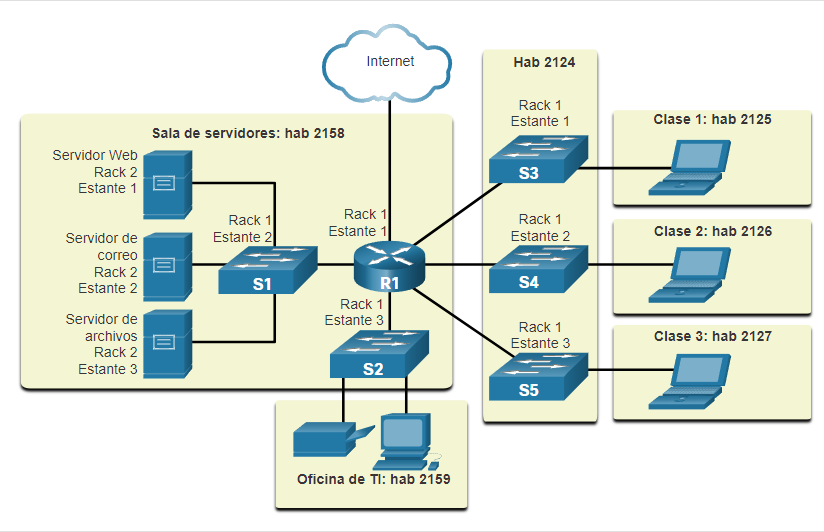 Internet
Hab 2124
Rack 1
Estante 1
S3
Clase 1: hab 2125
Sala de servidores: hab 2158
Servidor Web
Rack 2
Estante 1
Rack 1
Estante 2
S1
Rack 1
Estante 1
R1
Rack 1
Estante 2
S4
Clase 2: hab 2126
Servidor de
correo
Rack 2
Estante 2
Servidor de
archivos
Rack 2
Estante 3
Rack 1
Estante 3
S2
Rack 1
Estante 3
S5
Clase 3: hab 2127
Oficina de TI: hab 2159